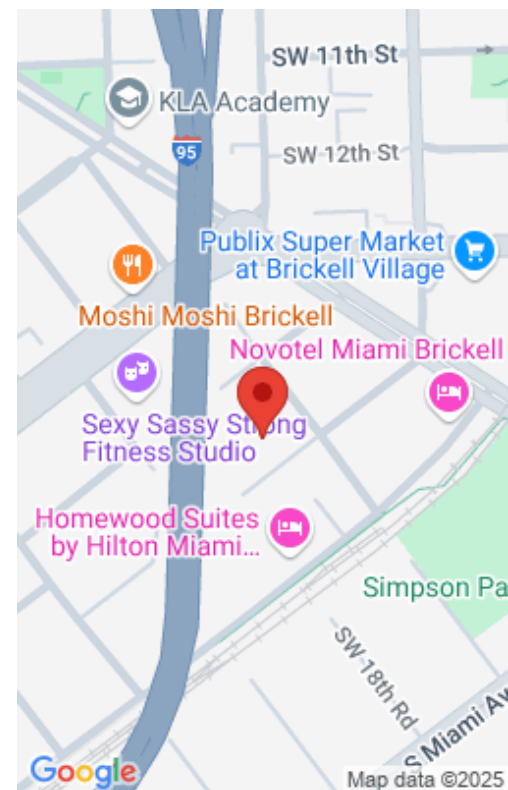 SW 11th St
KLA Academy
95
SW 12th St
Publix Super Market
at Brickell Village
Moshi Moshi Brickell
Novotel Miami Brickell
Sexy Sassy Strong
Fitness Studio
Homewood Suites
by Hilton Miami...
Simpson Pa
SW 18th Rd
S Miami Av
Google
Map data ©2025